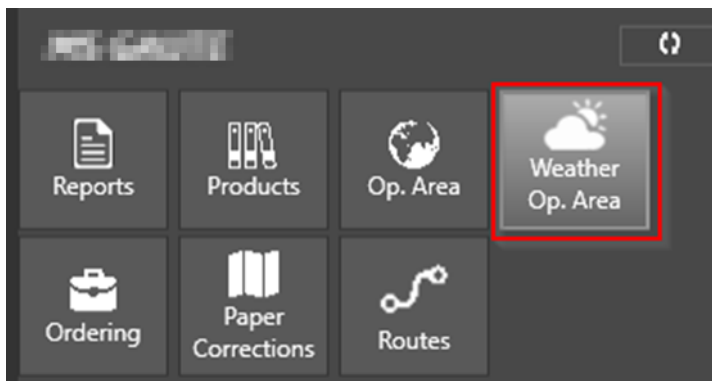 Reports
Products
Op. Area
Weather
Op. Area
Ordering
Paper
Corrections
Routes